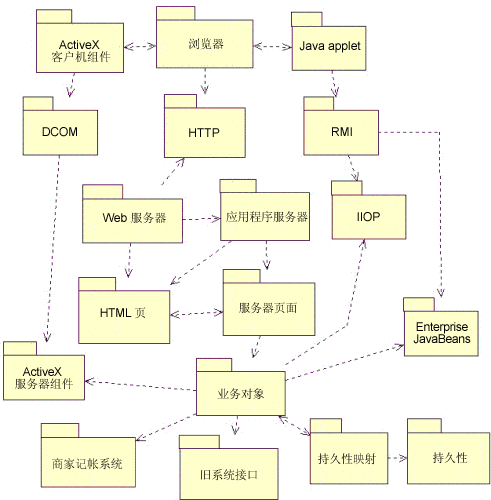 ActiveX
客户机组件
浏览器
Java applet
DCOM
HTTP
RMI
Web 服务器
应用程序服务器
IIOP
HTML 页
服务器页面
Enterprise
JavaBeans
ActiveX
服务器组件
业务对象
商家记帐系统
旧系统接口
持久性映射
持久性